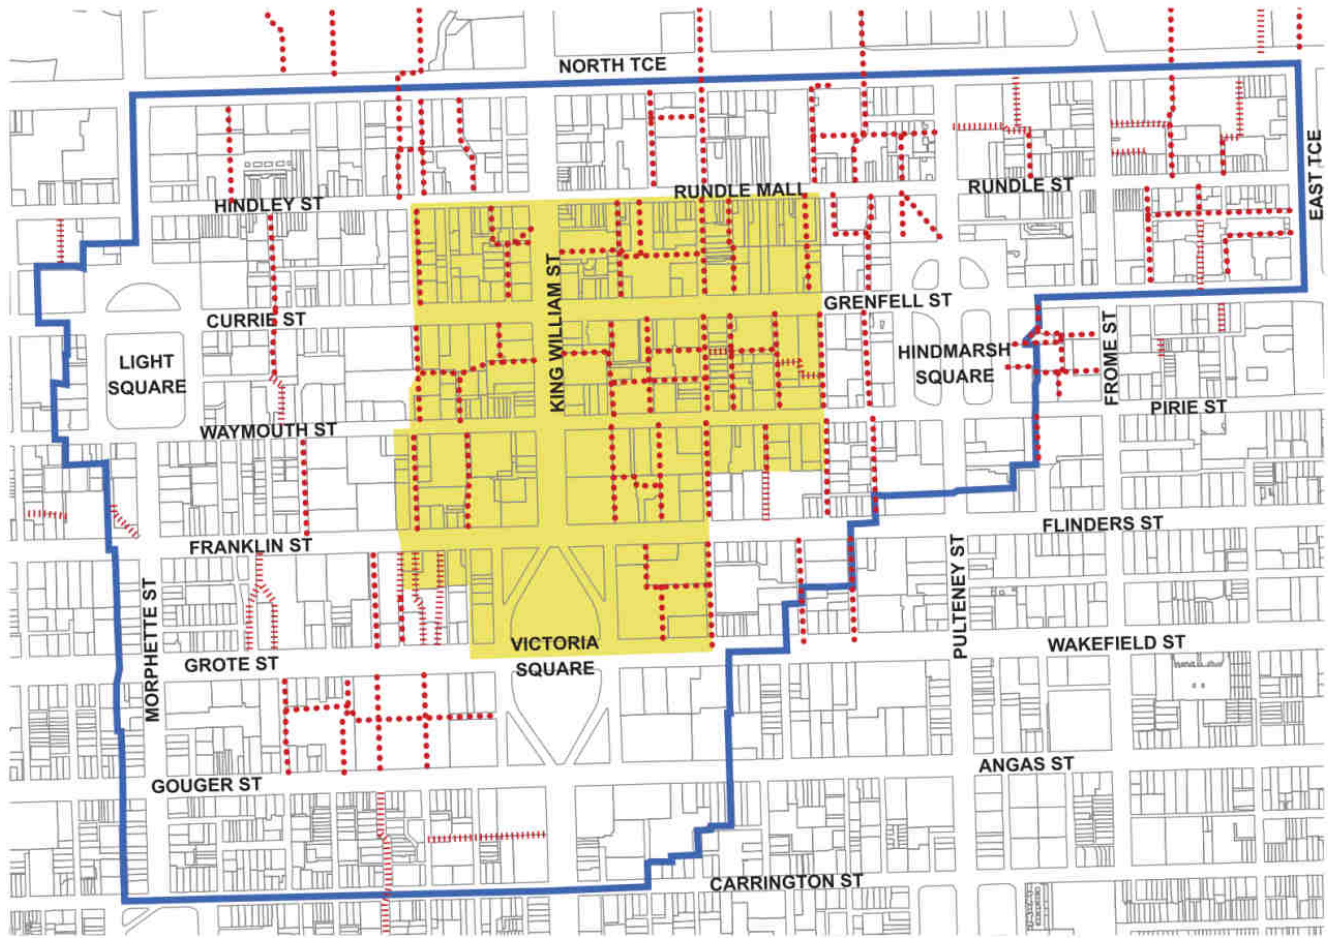 NORTH TCE
EAST TCE
RUNDLE MALL
RUNDLE ST
HINDLEY ST
KING WILLIAM ST
GRENFELL ST
CURRIE ST
LIGHT
SQUARE
HINDMARSH
SQUARE
FROME ST
PIRIE ST
WAYMOUTH ST
FLINDERS ST
FRANKLIN ST
PULTENEY ST
MORPHETTE ST
VICTORIA
SQUARE
WAKEFIELD ST
GROTE ST
ANGAS ST
GOUGER ST
CARRINGTON ST